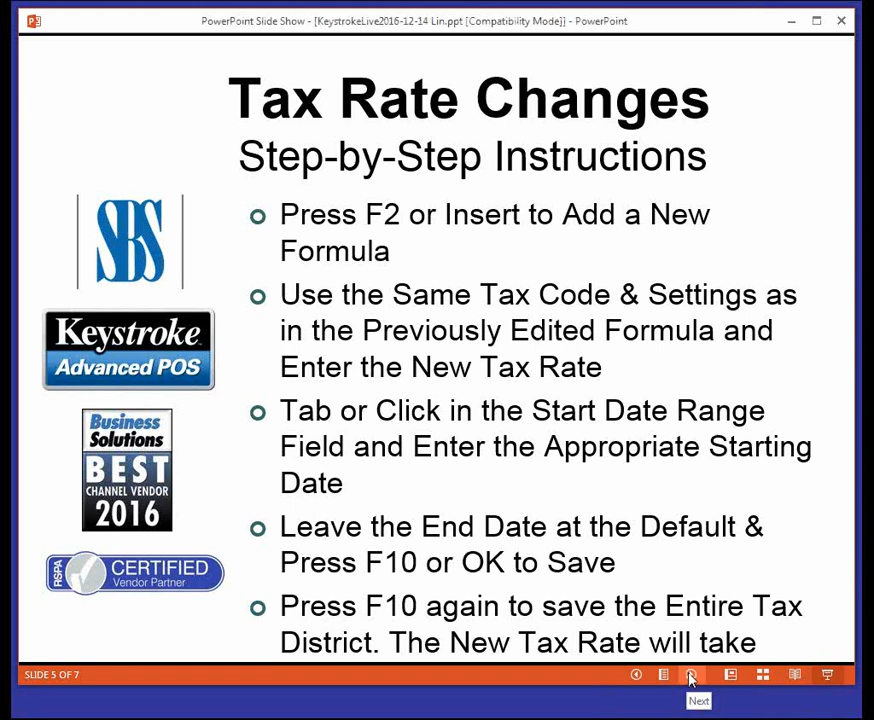 PowerPoint Slide Show - [KeystrokeLive2016-12-14 Lin.ppt [Compatibility Mode]] - PowerPoint
Tax Rate Changes
Step-by-Step Instructions
SBS
Keystroke
Advanced POS
Business
Solutions
BEST
CHANNEL VENDOR
2016
RSPA
CERTIFIED
Vendor Partner
Press F2 or Insert to Add a New
Formula
Use the Same Tax Code & Settings as
in the Previously Edited Formula and
Enter the New Tax Rate
Tab or Click in the Start Date Range
Field and Enter the Appropriate Starting
Date
Leave the End Date at the Default &
Press F10 or OK to Save
Press F10 again to save the Entire Tax
District. The New Tax Rate will take
SLIDE 5 OF 7
Next